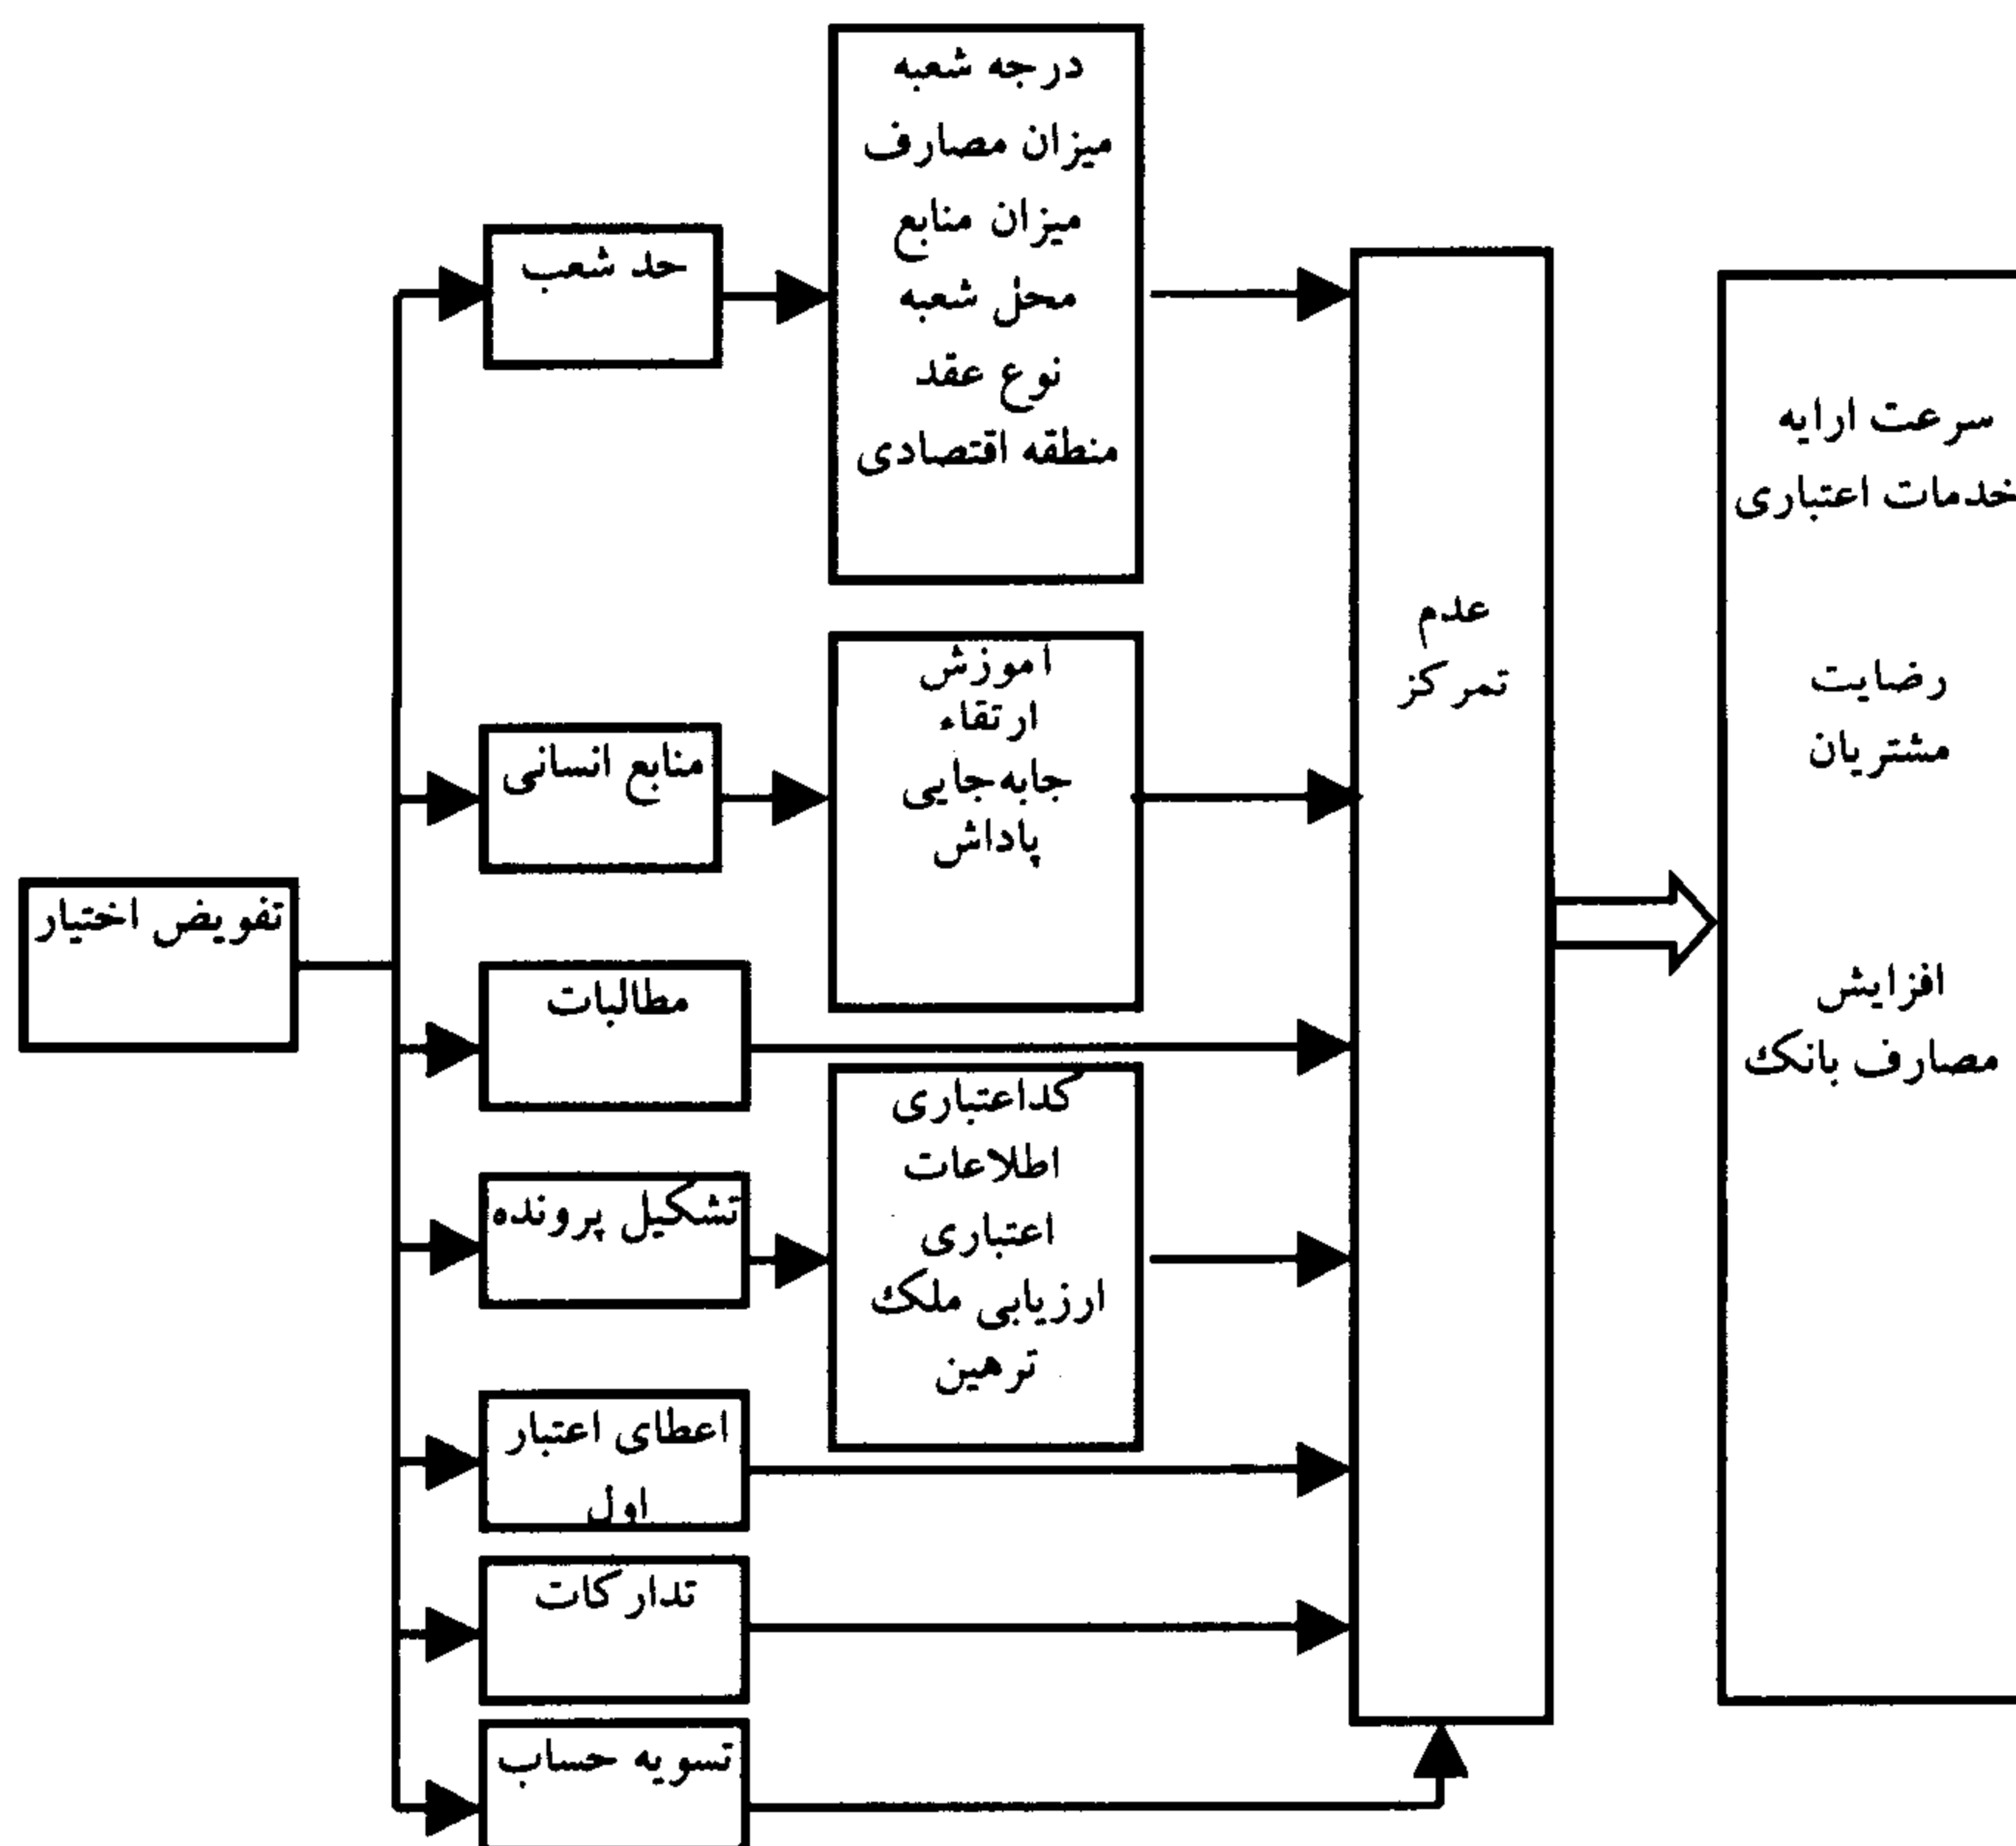 تفویض اختیار
حد شعب
منابع انسانی
مطالبات
تشکیل پرونده
اعطای اعتبار
اول
تدارکات
تسویه حساب
درجه شعبه
میزان مصارف
میزان منابع
محل شعبه
نوع عقد
منطقه اقتصادی
آموزش
ارتقاء
جابه‌جایی
پاداش
کداعتباری
اطلاعات
اعتباری
ارزیابی ملک
ترهین
عدم
تمرکز
سرعت ارایه
خدمات اعتباری
رضایت
مشتریان
افزایش
مصارف بانک